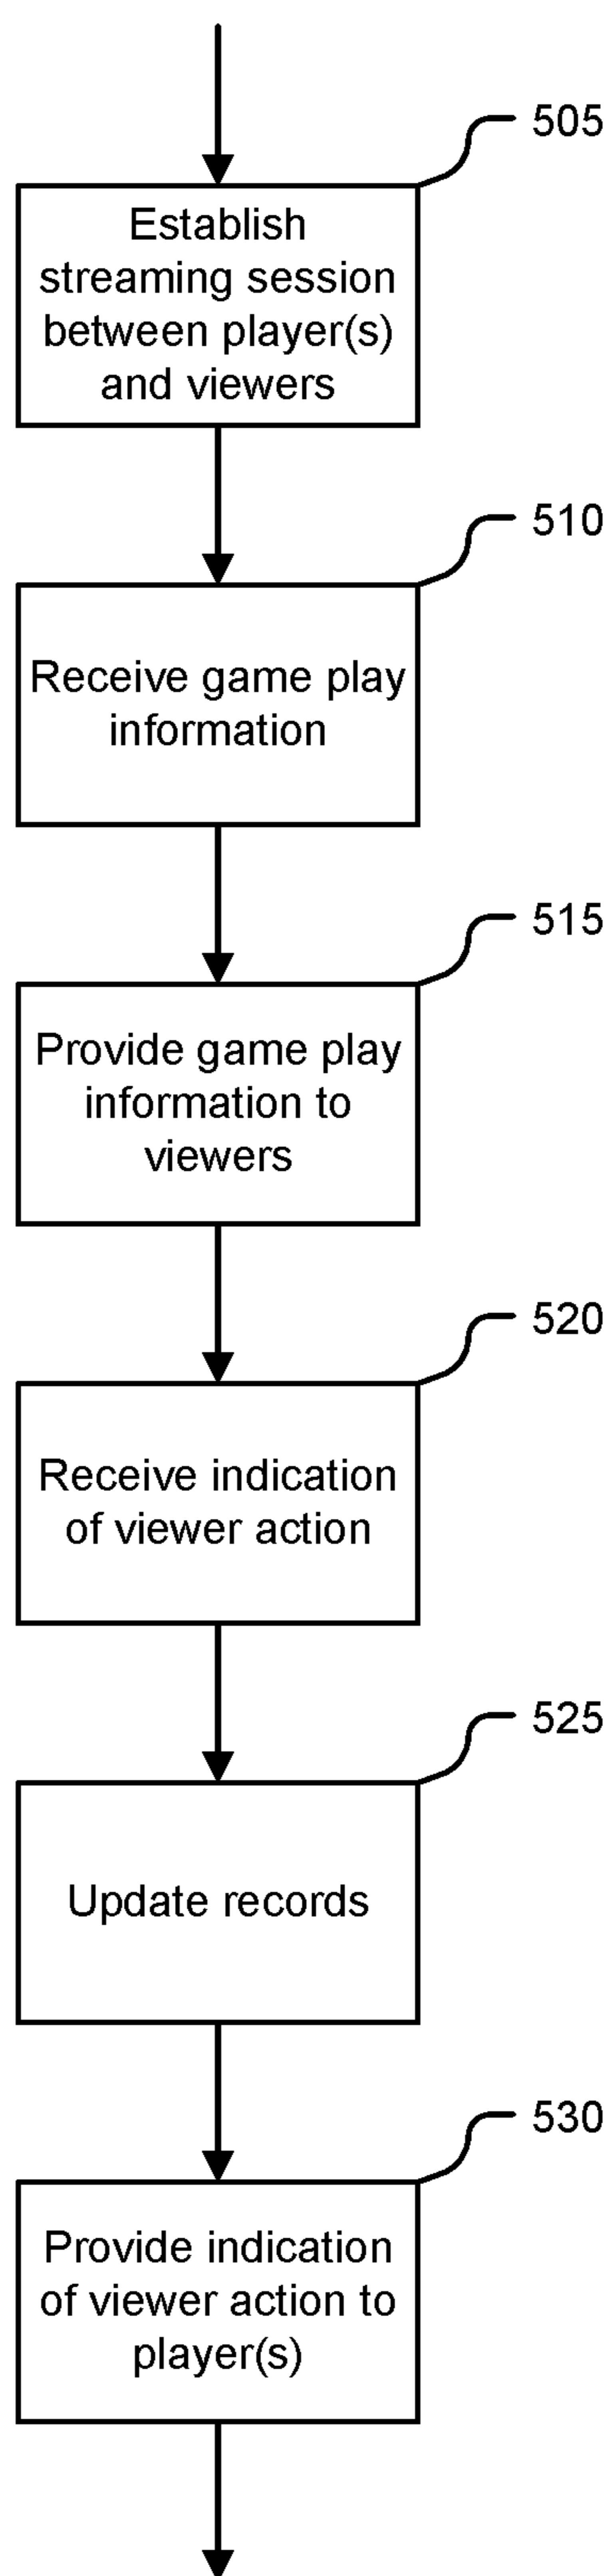 505
Establish
streaming session
between player(s)
and viewers
510
Receive game play
information
515
Provide game play
information to
viewers
520
Receive indication
of viewer action
525
Update records
530
Provide indication
of viewer action to
player(s)